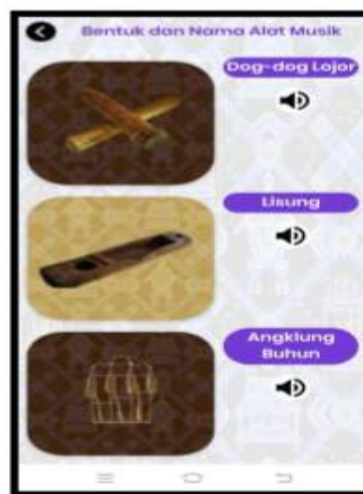 Bentuk dan Nama Alat Musik
Dog-dog Lojor
Lisung
Angklung
Buhun